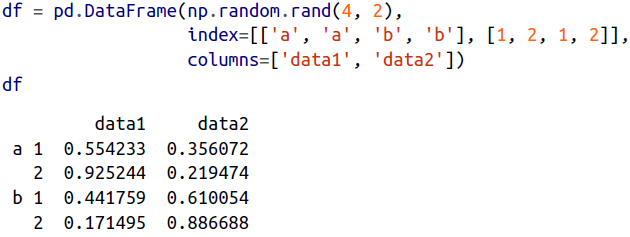 df = pd.DataFrame(np.random.rand(4, 2),
                  index=[['a', 'a', 'b', 'b'], [1, 2, 1, 2]],
                  columns=['data1', 'data2'])
df
        data1     data2
a 1  0.554233  0.356072
  2  0.925244  0.219474
b 1  0.441759  0.610054
  2  0.171495  0.886688